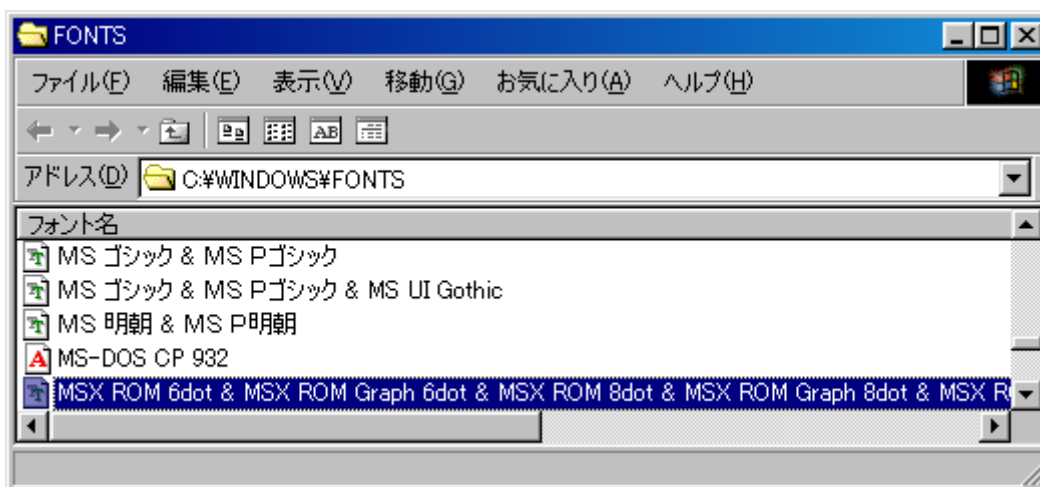 FONTS
ファイル(F) 編集(E) 表示(V) 移動(G) お気に入り(A) ヘルプ(H)
アドレス(D) C:¥WINDOWS¥FONTS
フォント名
MS ゴシック & MS Pゴシック
MS ゴシック & MS Pゴシック & MS UI Gothic
MS 明朝 & MS P明朝
MS-DOS CP 932
MSX ROM 6dot & MSX ROM Graph 6dot & MSX ROM 8dot & MSX ROM Graph 8dot & MSX